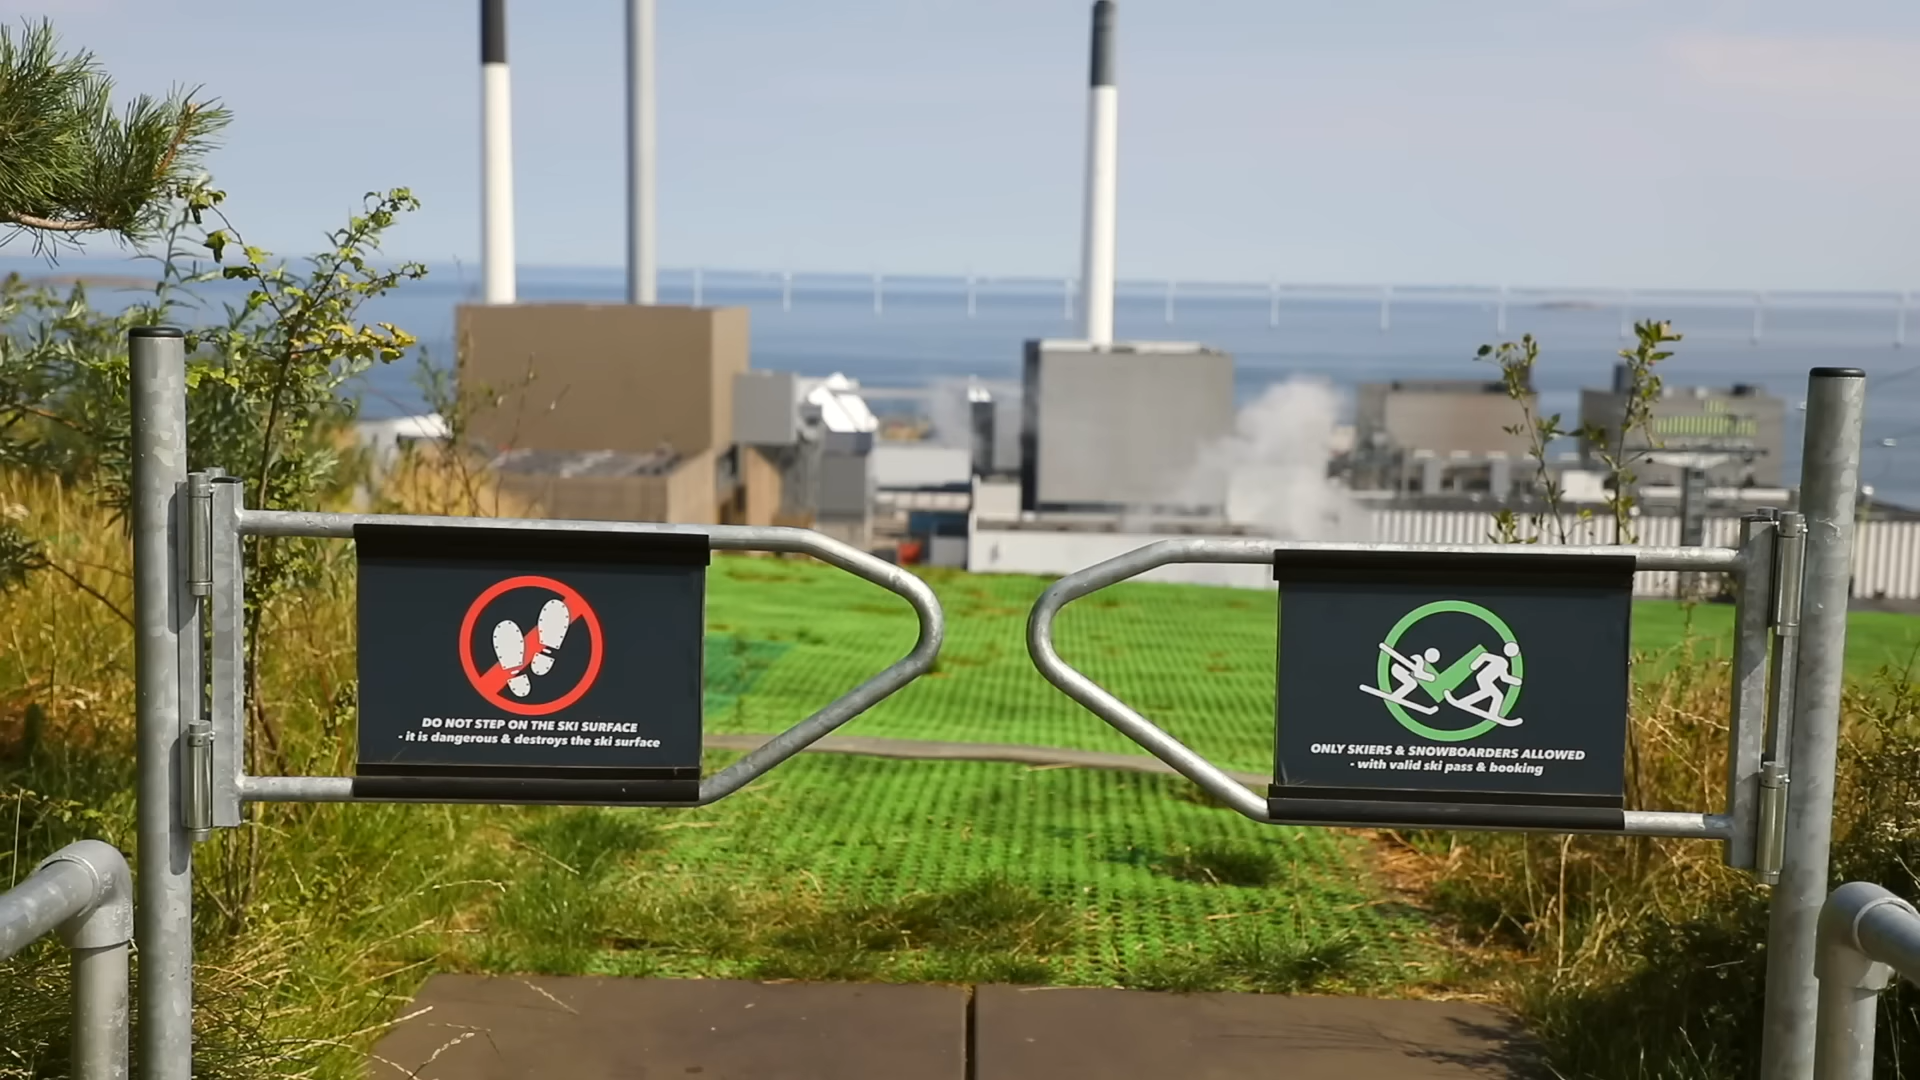 DO NOT STEP ON THE SKI SURFACE
- it is dangerous & destroys the ski surface
ONLY SKIERS & SNOWBOARDERS ALLOWED
- with valid ski pass & booking